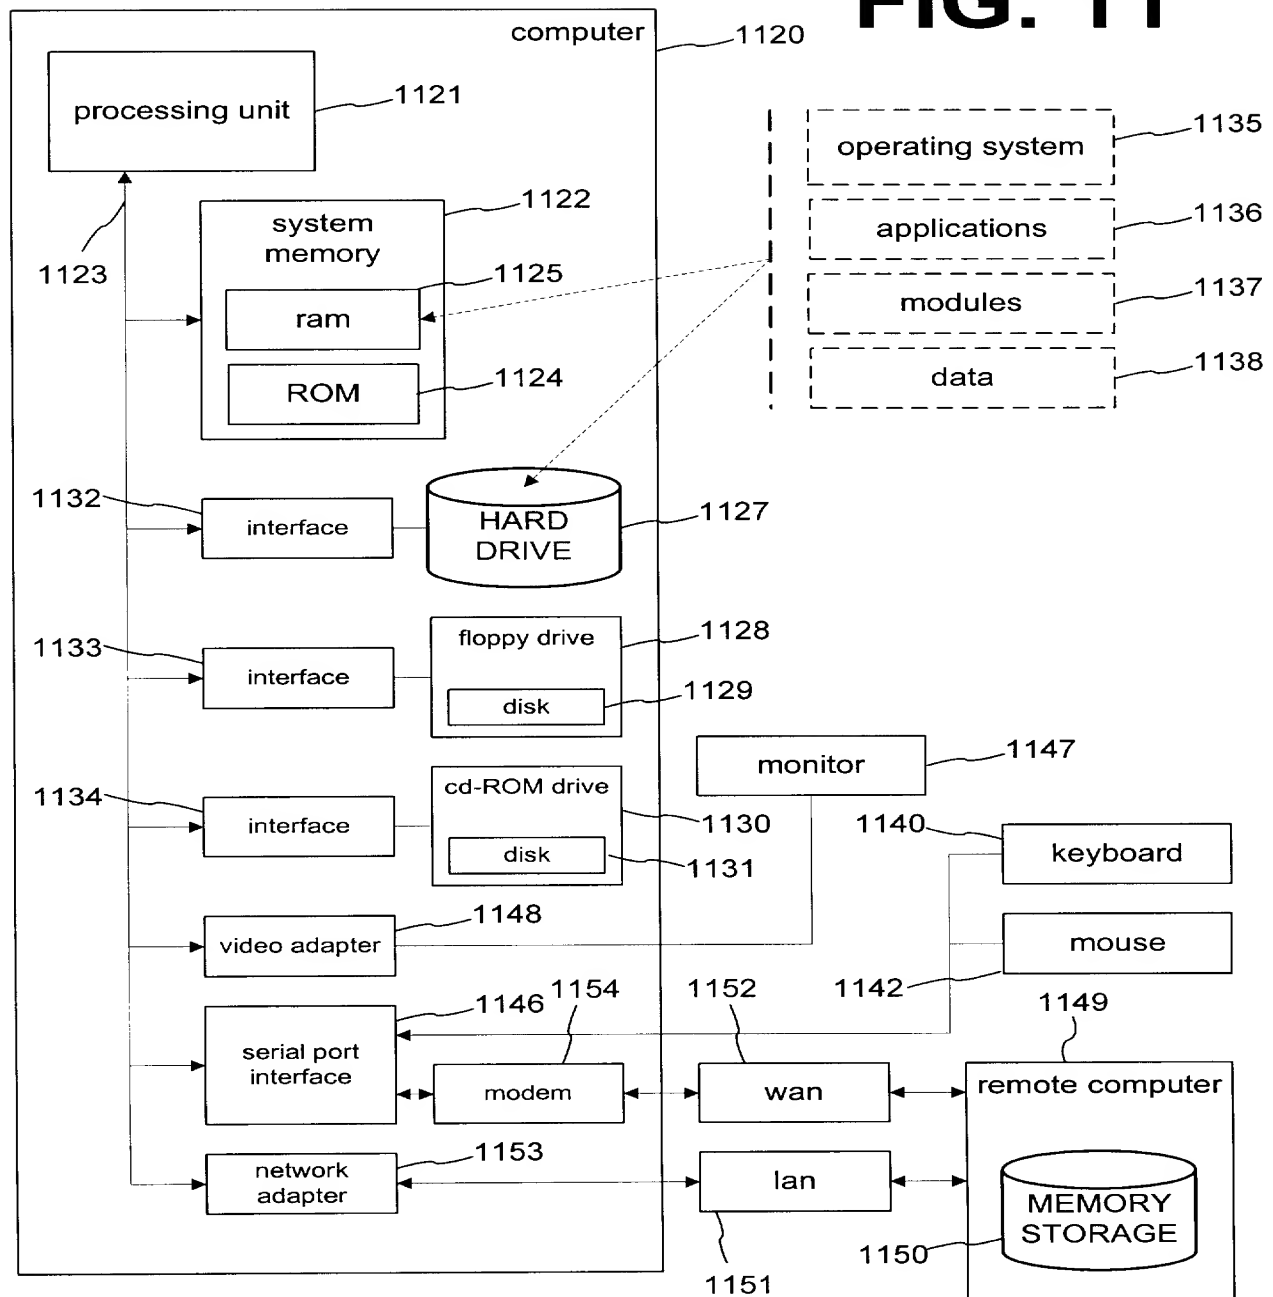 FIG. 11
computer
1120
processing unit
1121
1123
system
memory
1122
1125
ram
ROM
1124
operating system
1135
applications
1136
modules
1137
data
1138
1132
interface
HARD
DRIVE
1127
1133
interface
floppy drive
1128
disk
1129
1134
interface
cd-ROM drive
1130
disk
1131
monitor
1147
1140
keyboard
mouse
1142
video adapter
1148
serial port
interface
1146
1154
modem
1152
wan
1149
remote computer
network
adapter
1153
lan
1151
MEMORY
STORAGE
1150